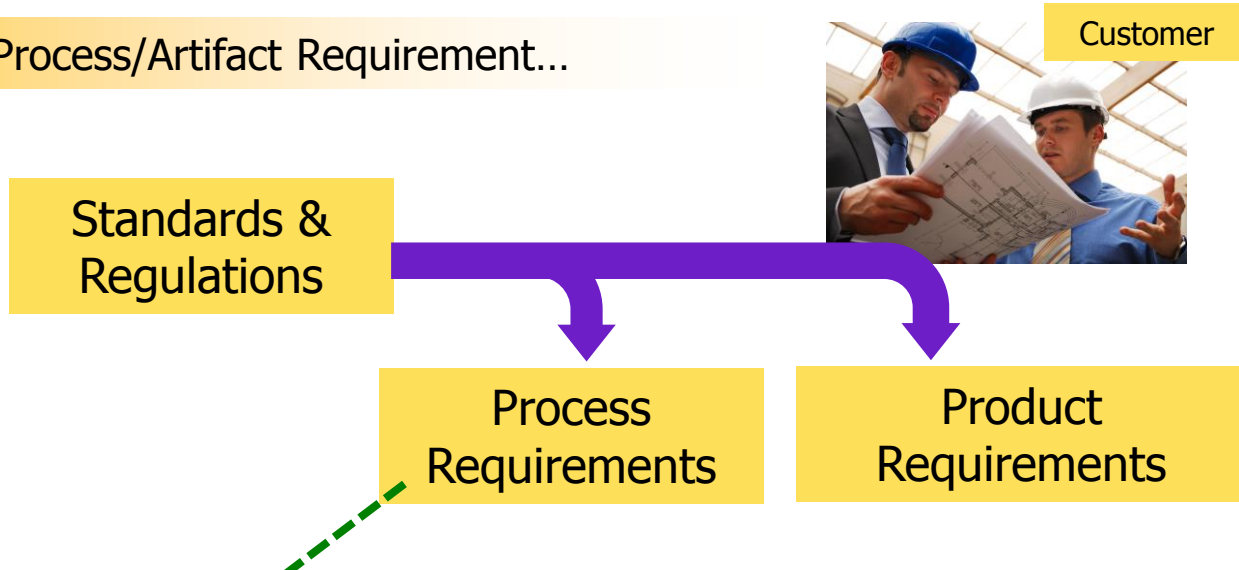 Process/Artifact Requirement…
Customer
Standards &
Regulations
Process
Requirements
Product
Requirements